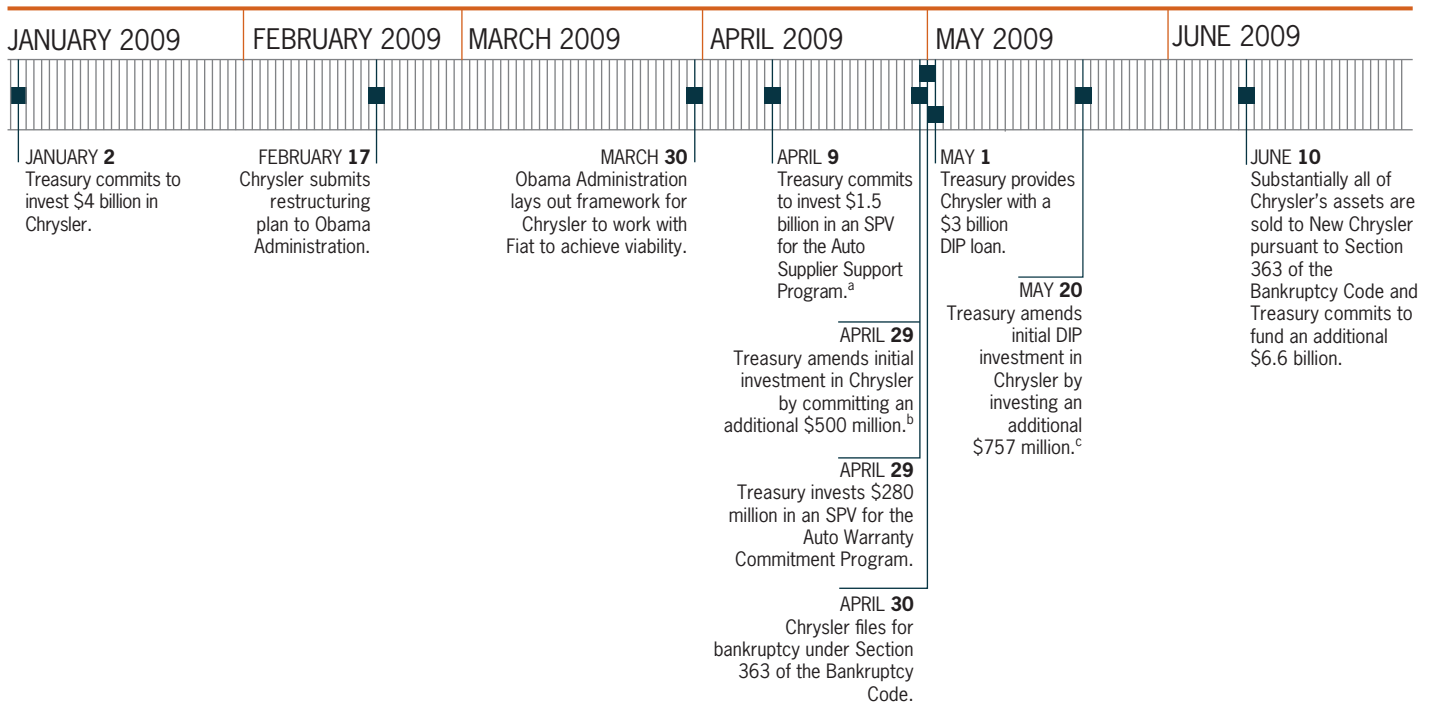 JANUARY 2009
FEBRUARY 2009
MARCH 2009
APRIL 2009
MAY 2009
JUNE 2009
JANUARY 2
Treasury commits to
invest $4 billion in
Chrysler.
FEBRUARY 17
Chrysler submits
restructuring
plan to Obama
Administration.
MARCH 30
Obama Administration
lays out framework for
Chrysler to work with
Fiat to achieve viability.
APRIL 9
Treasury commits
to invest $1.5
billion in an SPV
for the Auto
Supplier Support
Program.a
APRIL 29
Treasury amends initial
investment in Chrysler
by committing an
additional $500 million.b
APRIL 29
Treasury invests $280
million in an SPV for the
Auto Warranty
Commitment Program.
APRIL 30
Chrysler files for
bankruptcy under Section
363 of the Bankruptcy
Code.
MAY 1
Treasury provides
Chrysler with a
$3 billion
DIP loan.
MAY 20
Treasury amends
initial DIP
investment in
Chrysler by
investing an
additional
$757 million.c
JUNE 10
Substantially all of
Chrysler's assets are
sold to New Chrysler
pursuant to Section
363 of the
Bankruptcy Code and
Treasury commits to
fund an additional
$6.6 billion.